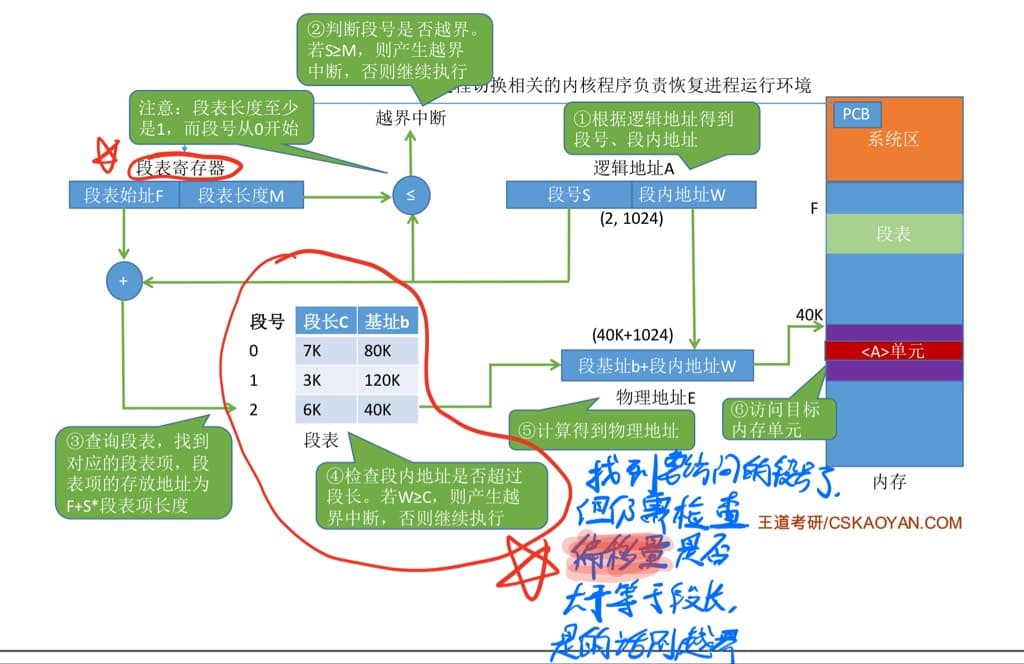 ②判断段号是否越界。
若S≥M，则产生越界
中断，否则继续执行
程切换相关的内核程序负责恢复进程运行环境
注意：段表长度至少
是1，而段号从0开始
越界中断
①根据逻辑地址得到
段号、段内地址
PCB
系统区
段表寄存器
逻辑地址A
段表始址F 段表长度M
≤
段号S 段内地址W
(2, 1024)
F
段表
+
段号 段长C 基址b
0 7K 80K
1 3K 120K
2 6K 40K
段表
40K
(40K+1024)
段基址b+段内地址W
<A>单元
物理地址E
⑤计算得到物理地址
⑥访问目标
内存单元
③查询段表，找到
对应的段表项，段
表项的存放地址为
F+S*段表项长度
④检查段内地址是否超过
段长。若W≥C，则产生越
界中断，否则继续执行
内存
王道考研/CSKAOYAN.COM
找到要访问的段号了，
但仍需检查
偏移量是否
大于等于段长，
是的话则越界